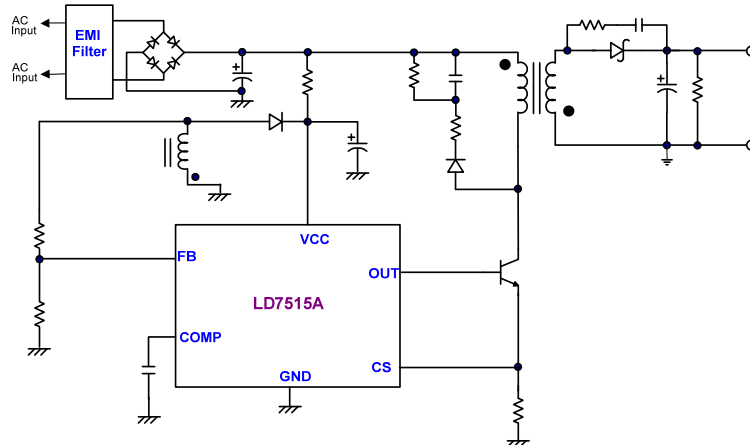 AC
Input
EMI
Filter
AC
Input
VCC
FB
OUT
LD7515A
COMP
CS
GND